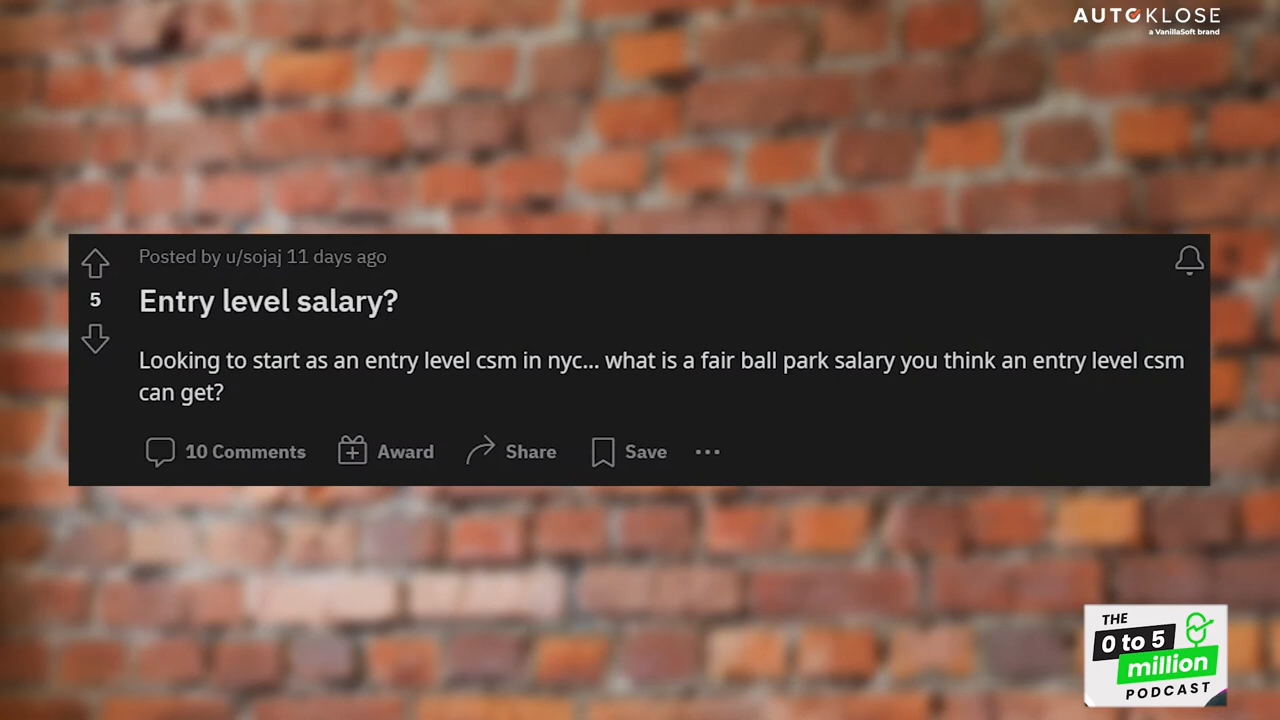 AUTOKLOSE
a VanillaSoft brand
Posted by u/sojaj 11 days ago
5
Entry level salary?
Looking to start as an entry level csm in nyc... what is a fair ball park salary you think an entry level csm
can get?
10 Comments Award Share Save
THE
0 to 5
million
PODCAST